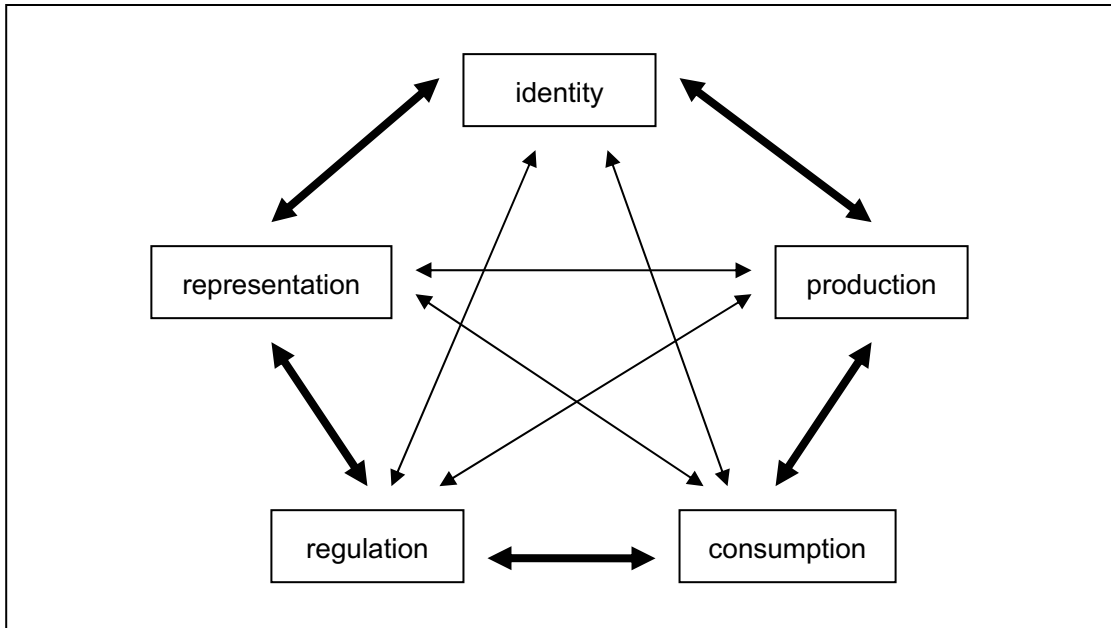 identity
representation
production
regulation
consumption